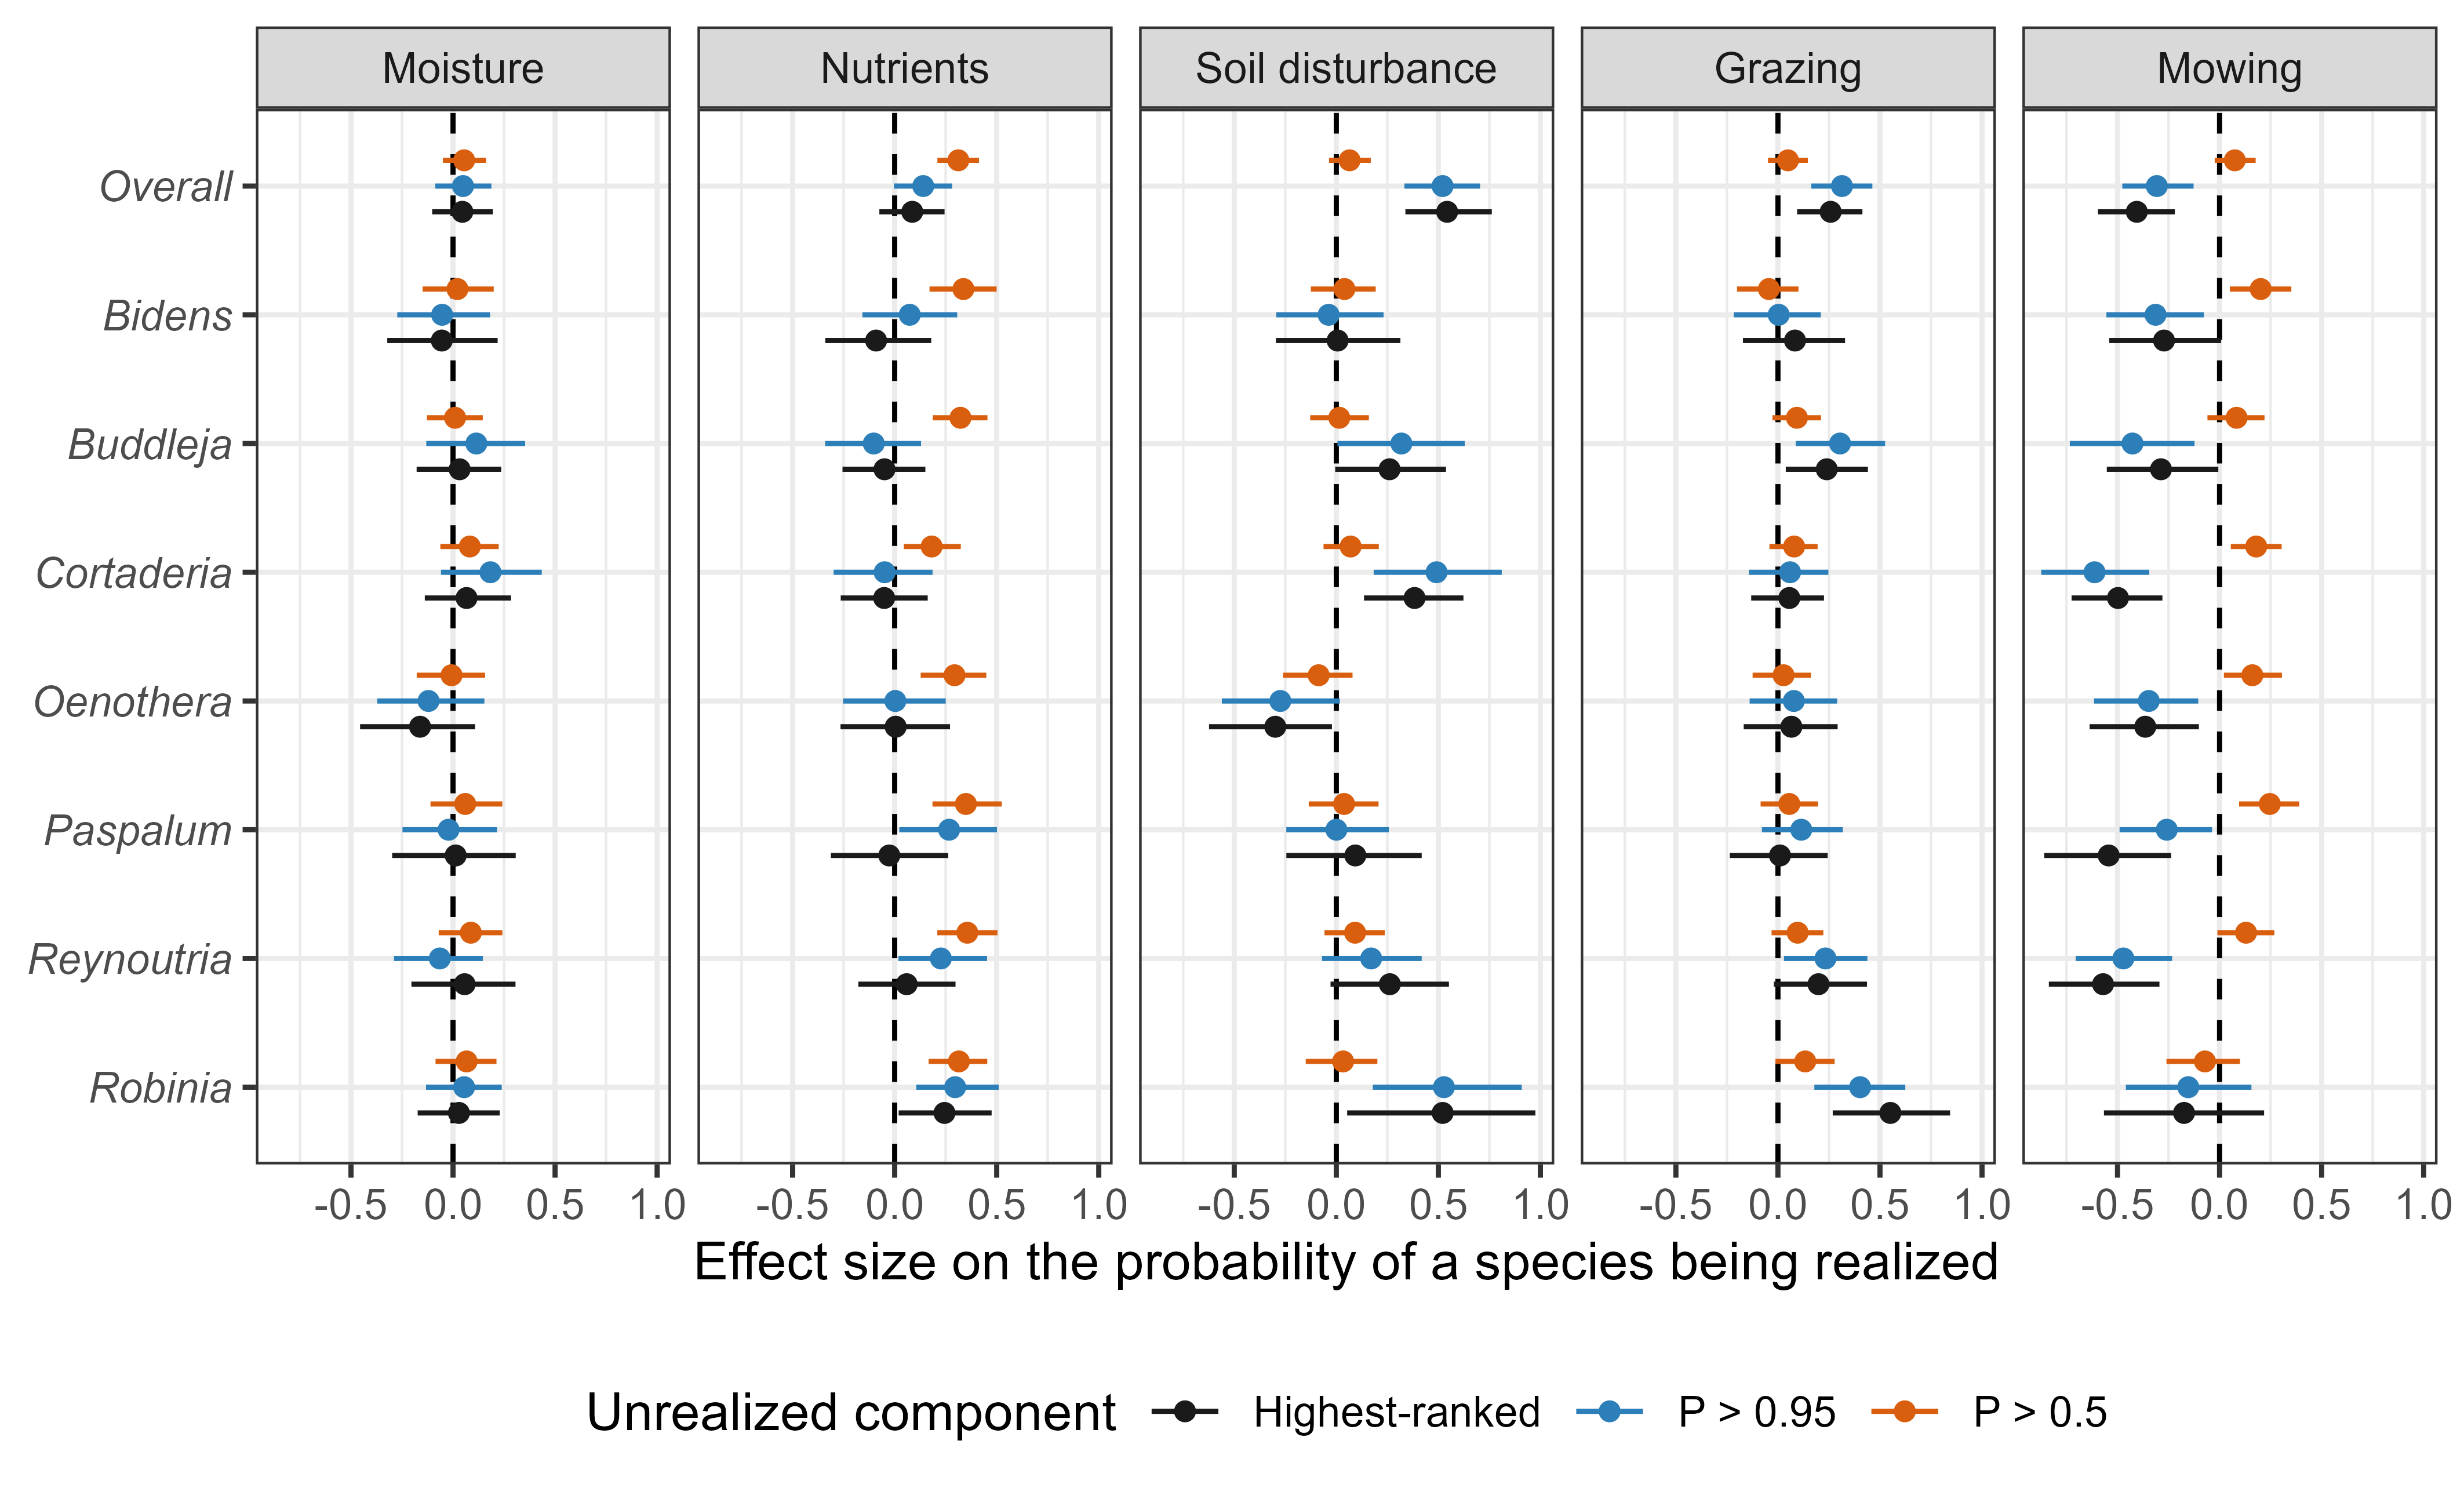 Moisture Nutrients Soil disturbance Grazing Mowing
Overall
Bidens
Buddleja
Cortaderia
Oenothera
Paspalum
Reynoutria
Robinia
-0.5 0.0 0.5 1.0 -0.5 0.0 0.5 1.0 -0.5 0.0 0.5 1.0 -0.5 0.0 0.5 1.0 -0.5 0.0 0.5 1.0
Effect size on the probability of a species being realized
Unrealized component Highest-ranked P > 0.95 P > 0.5